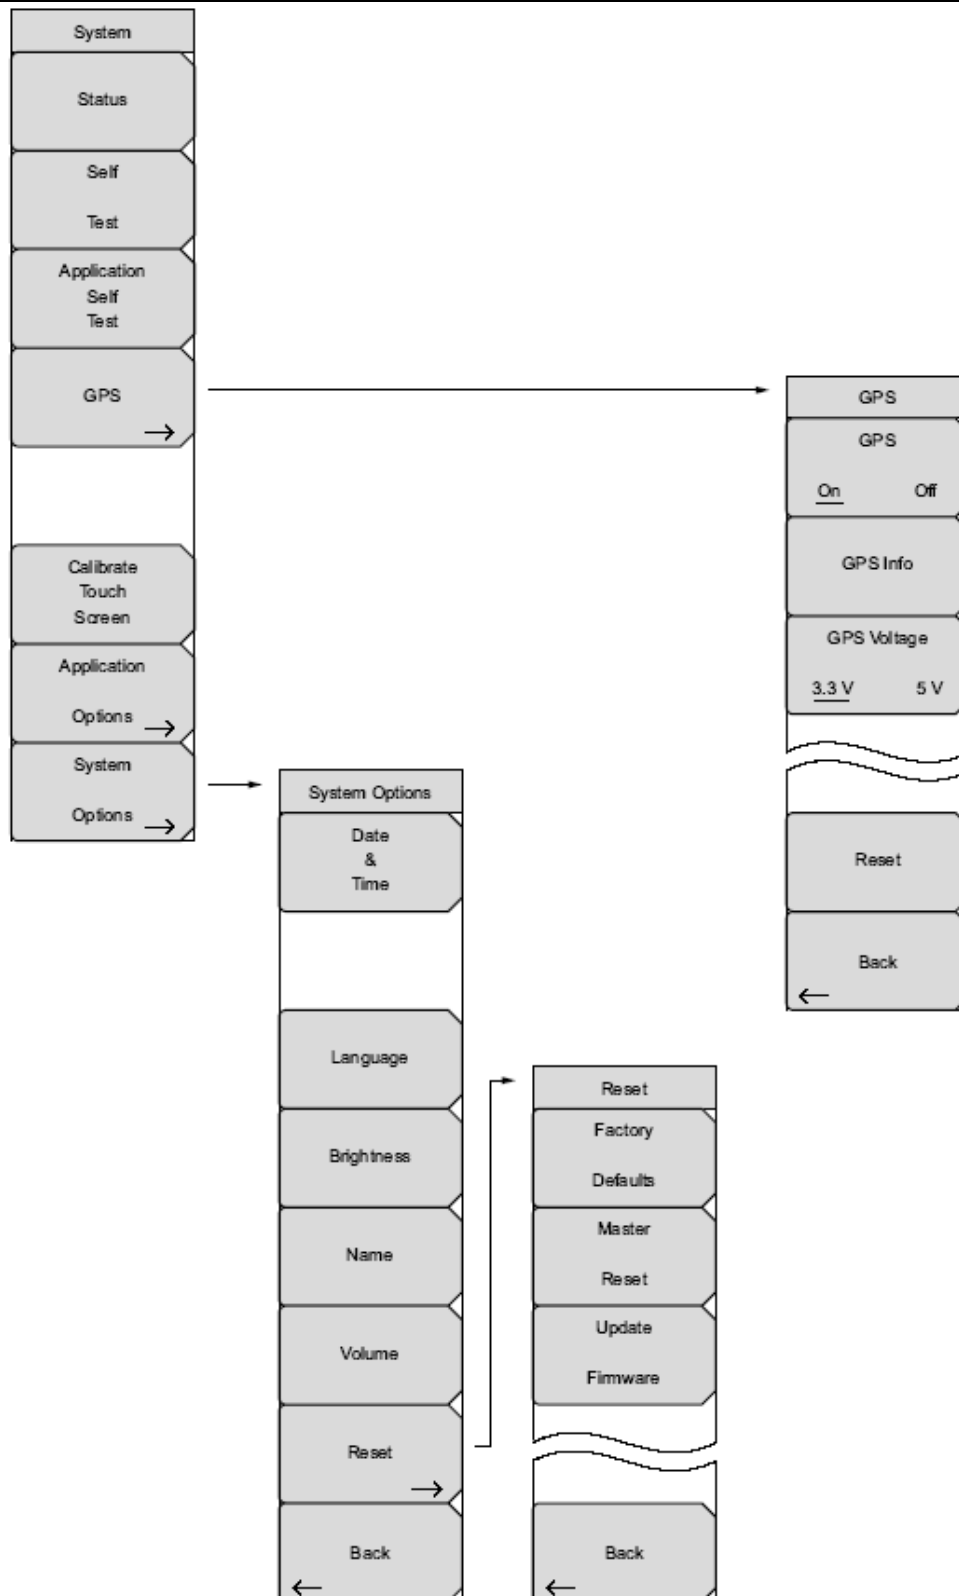 System
Status
Self
Test
Application
Self
Test
GPS
Calibrate
Touch
Screen
Application
Options
System
Options
GPS
GPS
On Off
GPS Info
GPS Voltage
3.3 V 5 V
Reset
Back
System Options
Date
&
Time
Language
Brightness
Name
Volume
Reset
Back
Reset
Factory
Defaults
Master
Reset
Update
Firmware
Back